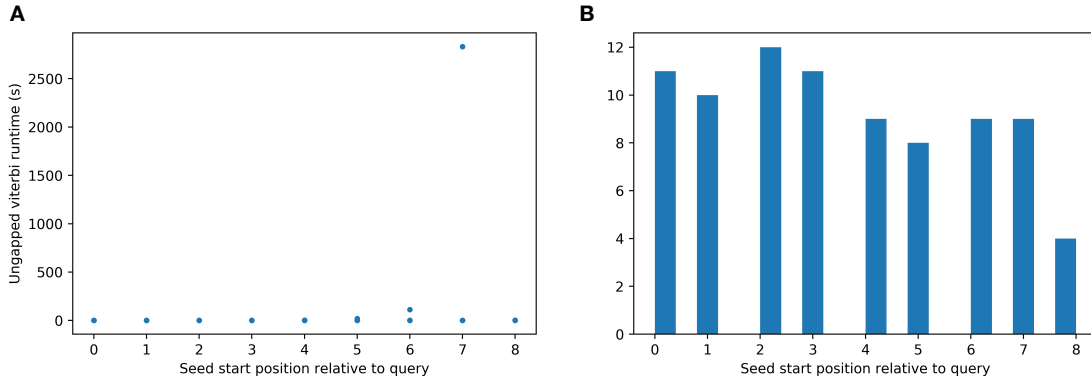 A
Ungapped viterbi runtime (s)
2500
2000
1500
1000
500
0
0 1 2 3 4 5 6 7 8
Seed start position relative to query
B
12
10
8
6
4
2
0
0 1 2 3 4 5 6 7 8
Seed start position relative to query